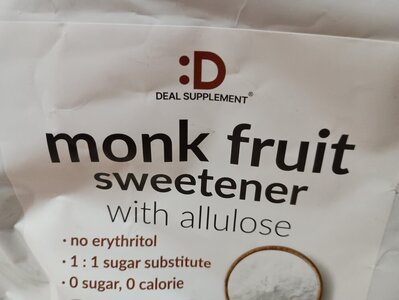 :D
DEAL SUPPLEMENT®
monk fruit
sweetener
with allulose
· no erythritol
· 1 : 1 sugar substitute
· 0 sugar, 0 calorie